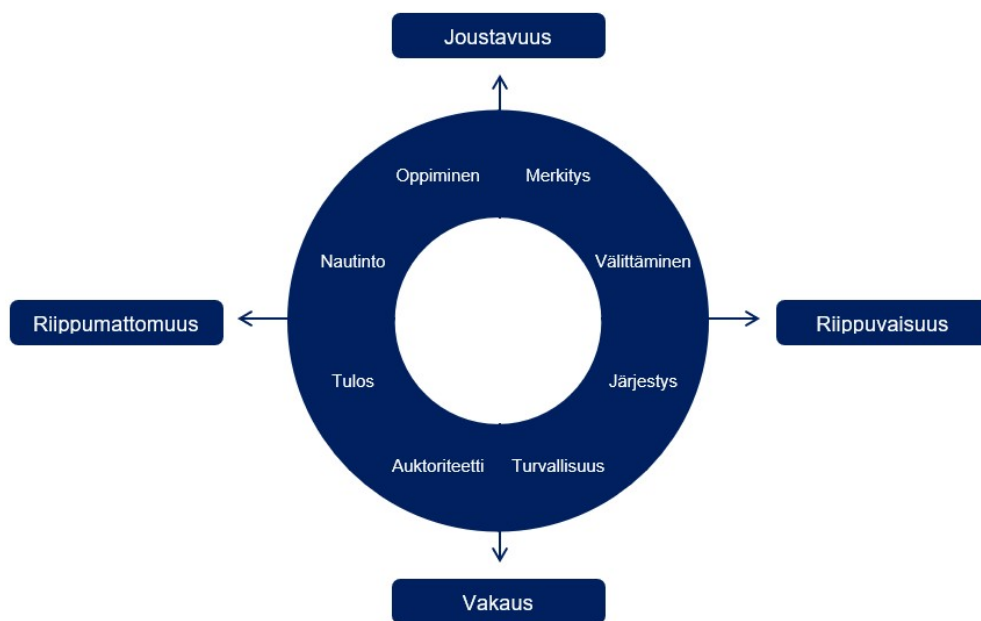 Joustavuus
Oppiminen
Merkitys
Nautinto
Välittäminen
Riippumattomuus
Riippuvaisuus
Tulos
Järjestys
Auktoriteetti
Turvallisuus
Vakaus